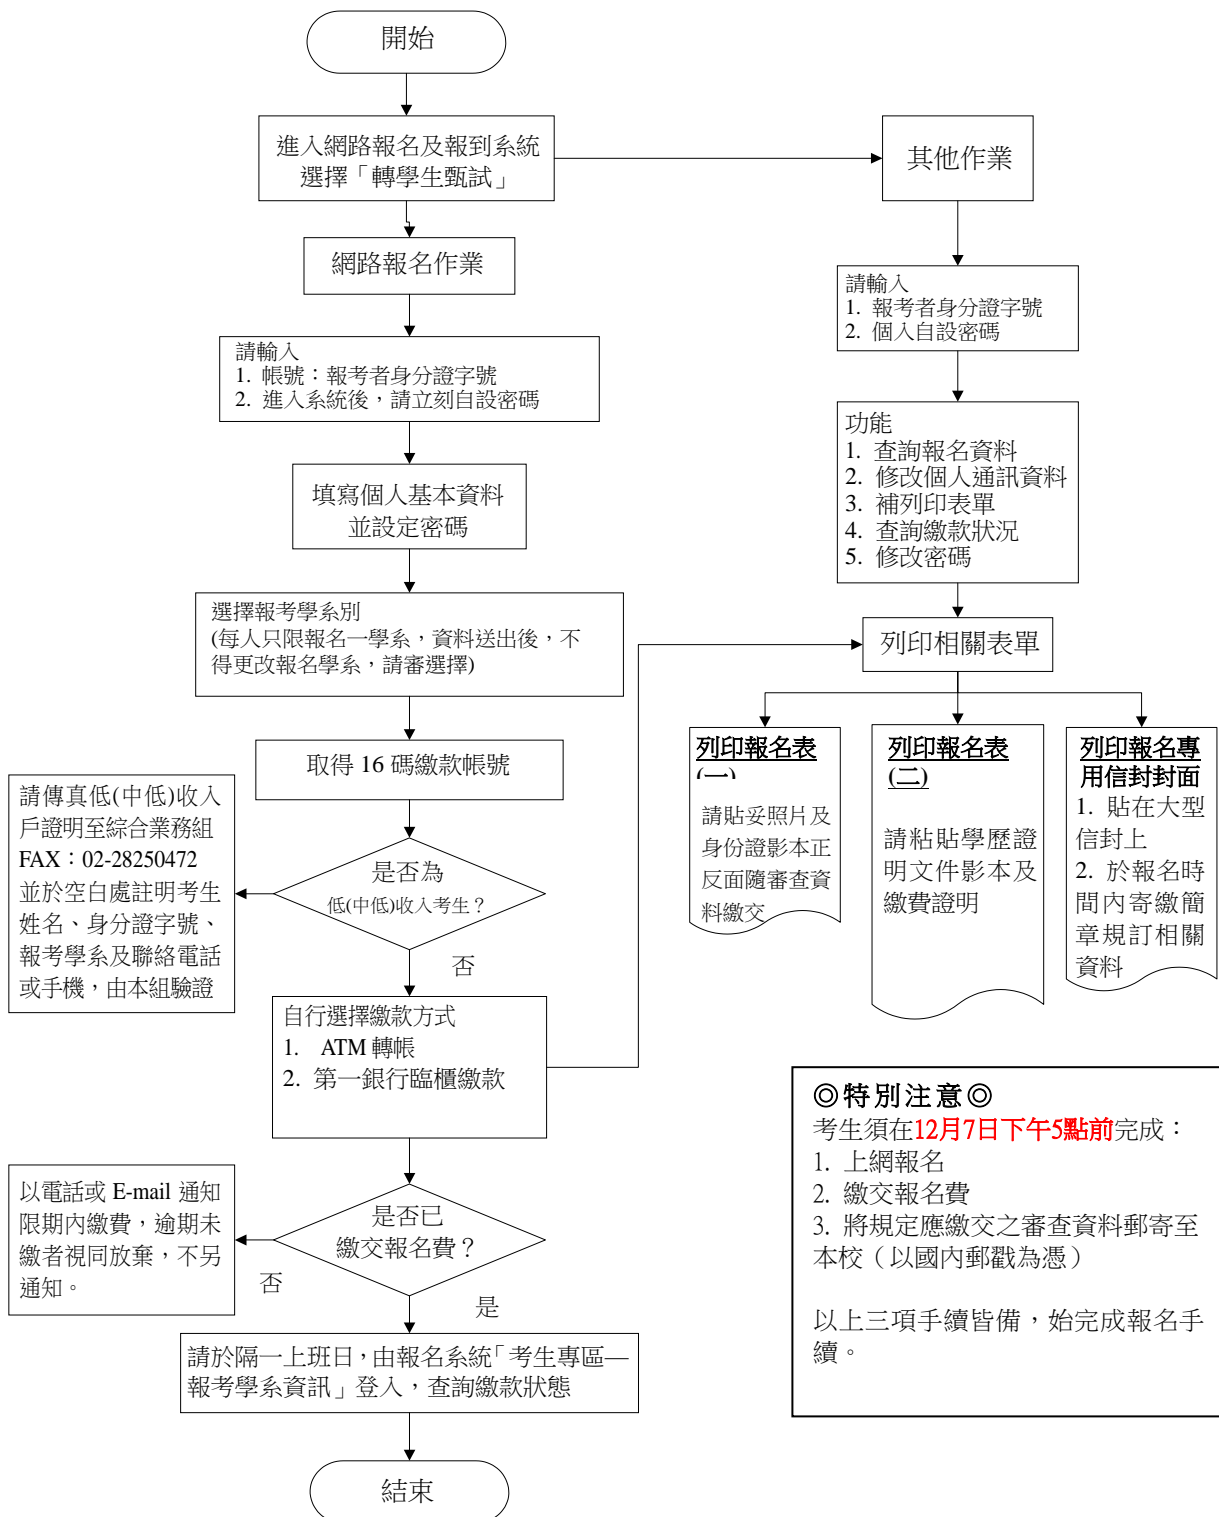 開始
進入網路報名及報到系統
選擇「轉學生甄試」
其他作業
網路報名作業
請輸入
1. 報考者身分證字號
2. 個人自設密碼
請輸入
1. 帳號：報考者身分證字號
2. 進入系統後，請立刻自設密碼
功能
1. 查詢報名資料
2. 修改個人通訊資料
3. 補列印表單
4. 查詢繳款狀況
5. 修改密碼
填寫個人基本資料
並設定密碼
選擇報考學系別
(每人只限報名一學系，資料送出後，不
得更改報名學系，請審選擇)
列印相關表單
取得 16 碼繳款帳號
列印報名表
(一)
請貼妥照片及
身份證影本正
反面隨審查資
料繳交
列印報名表
(二)
請粘貼學歷證
明文件影本及
繳費證明
列印報名專
用信封封面
1. 貼在大型
信封上
2. 於報名時
間內寄繳簡
章規訂相關
資料
請傳真低(中低)收入
戶證明至綜合業務組
FAX：02-28250472
並於空白處註明考生
姓名、身分證字號、
報考學系及聯絡電話
或手機，由本組驗證
是否為
低(中低)收入考生？
否
自行選擇繳款方式
1. ATM 轉帳
2. 第一銀行臨櫃繳款
◎特別注意◎
考生須在12月7日下午5點前完成：
1. 上網報名
2. 繳交報名費
3. 將規定應繳交之審查資料郵寄至
本校（以國內郵戳為憑）
以上三項手續皆備，始完成報名手
續。
以電話或 E-mail 通知
限期內繳費，逾期未
繳者視同放棄，不另
通知。
是否已
繳交報名費？
否
是
請於隔一上班日，由報名系統「考生專區—
報考學系資訊」登入，查詢繳款狀態
結束